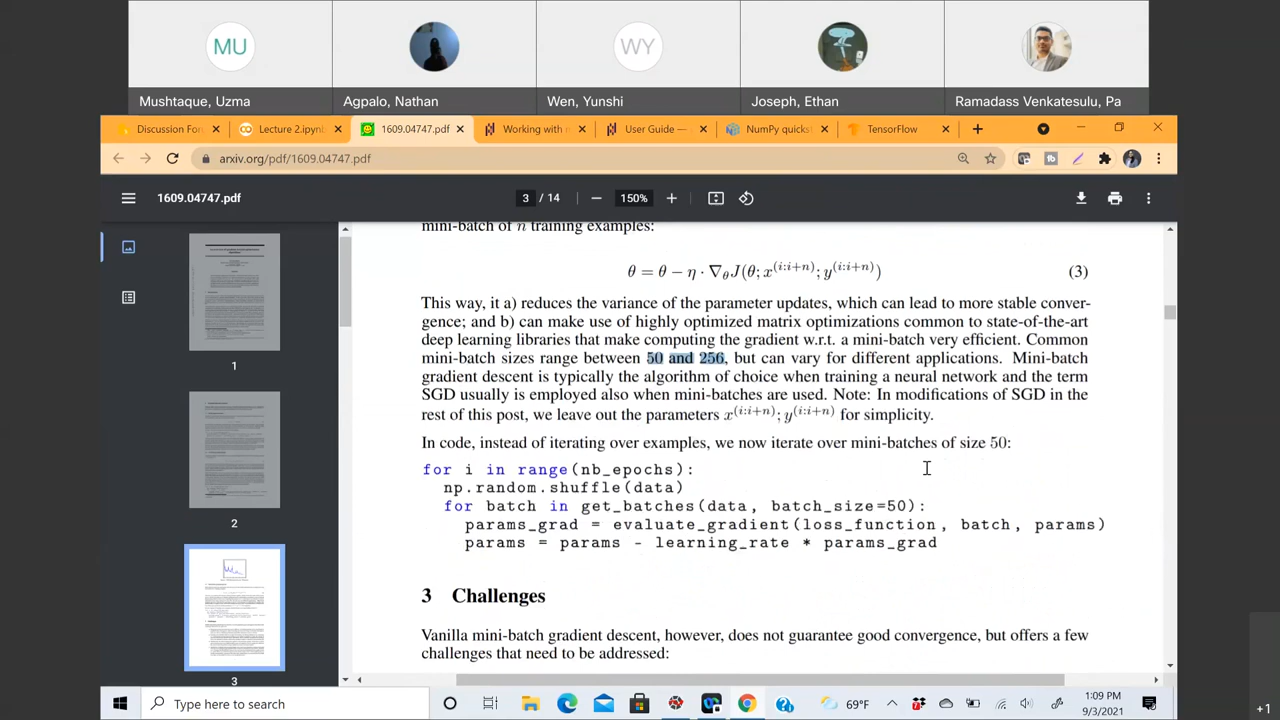 MU
WY
Mushtaque, Uzma
Agpalo, Nathan
Wen, Yunshi
Joseph, Ethan
Ramadass Venkatesulu, Pa
Discussion For
Lecture 2.ipynb
1609.04747.pdf
Working with m
User Guide —
NumPy quicks
TensorFlow
arxiv.org/pdf/1609.04747.pdf
1609.04747.pdf
3 / 14
150%
mini-batch of n training examples:
θ = θ − η · ∇θJ(θ; x^(i:i+n); y^(i:i+n))
(3)
This way, it a) reduces the variance of the parameter updates, which can lead to more stable conver-
gence; and b) can make use of highly optimized matrix optimizations common to state-of-the-art
deep learning libraries that make computing the gradient w.r.t. a mini-batch very efficient. Common
mini-batch sizes range between 50 and 256, but can vary for different applications. Mini-batch
gradient descent is typically the algorithm of choice when training a neural network and the term
SGD usually is employed also when mini-batches are used. Note: In modifications of SGD in the
rest of this post, we leave out the parameters x^(i:i+n); y^(i:i+n) for simplicity.
In code, instead of iterating over examples, we now iterate over mini-batches of size 50:
for i in range(nb_epochs):
np.random.shuffle(data)
for batch in get_batches(data, batch_size=50):
params_grad = evaluate_gradient(loss_function, batch, params)
params = params - learning_rate * params_grad
3 Challenges
Vanilla mini-batch gradient descent, however, does not guarantee good convergence, but offers a few
challenges that need to be addressed:
1
2
3
Type here to search
69°F
1:09 PM
9/3/2021
+1